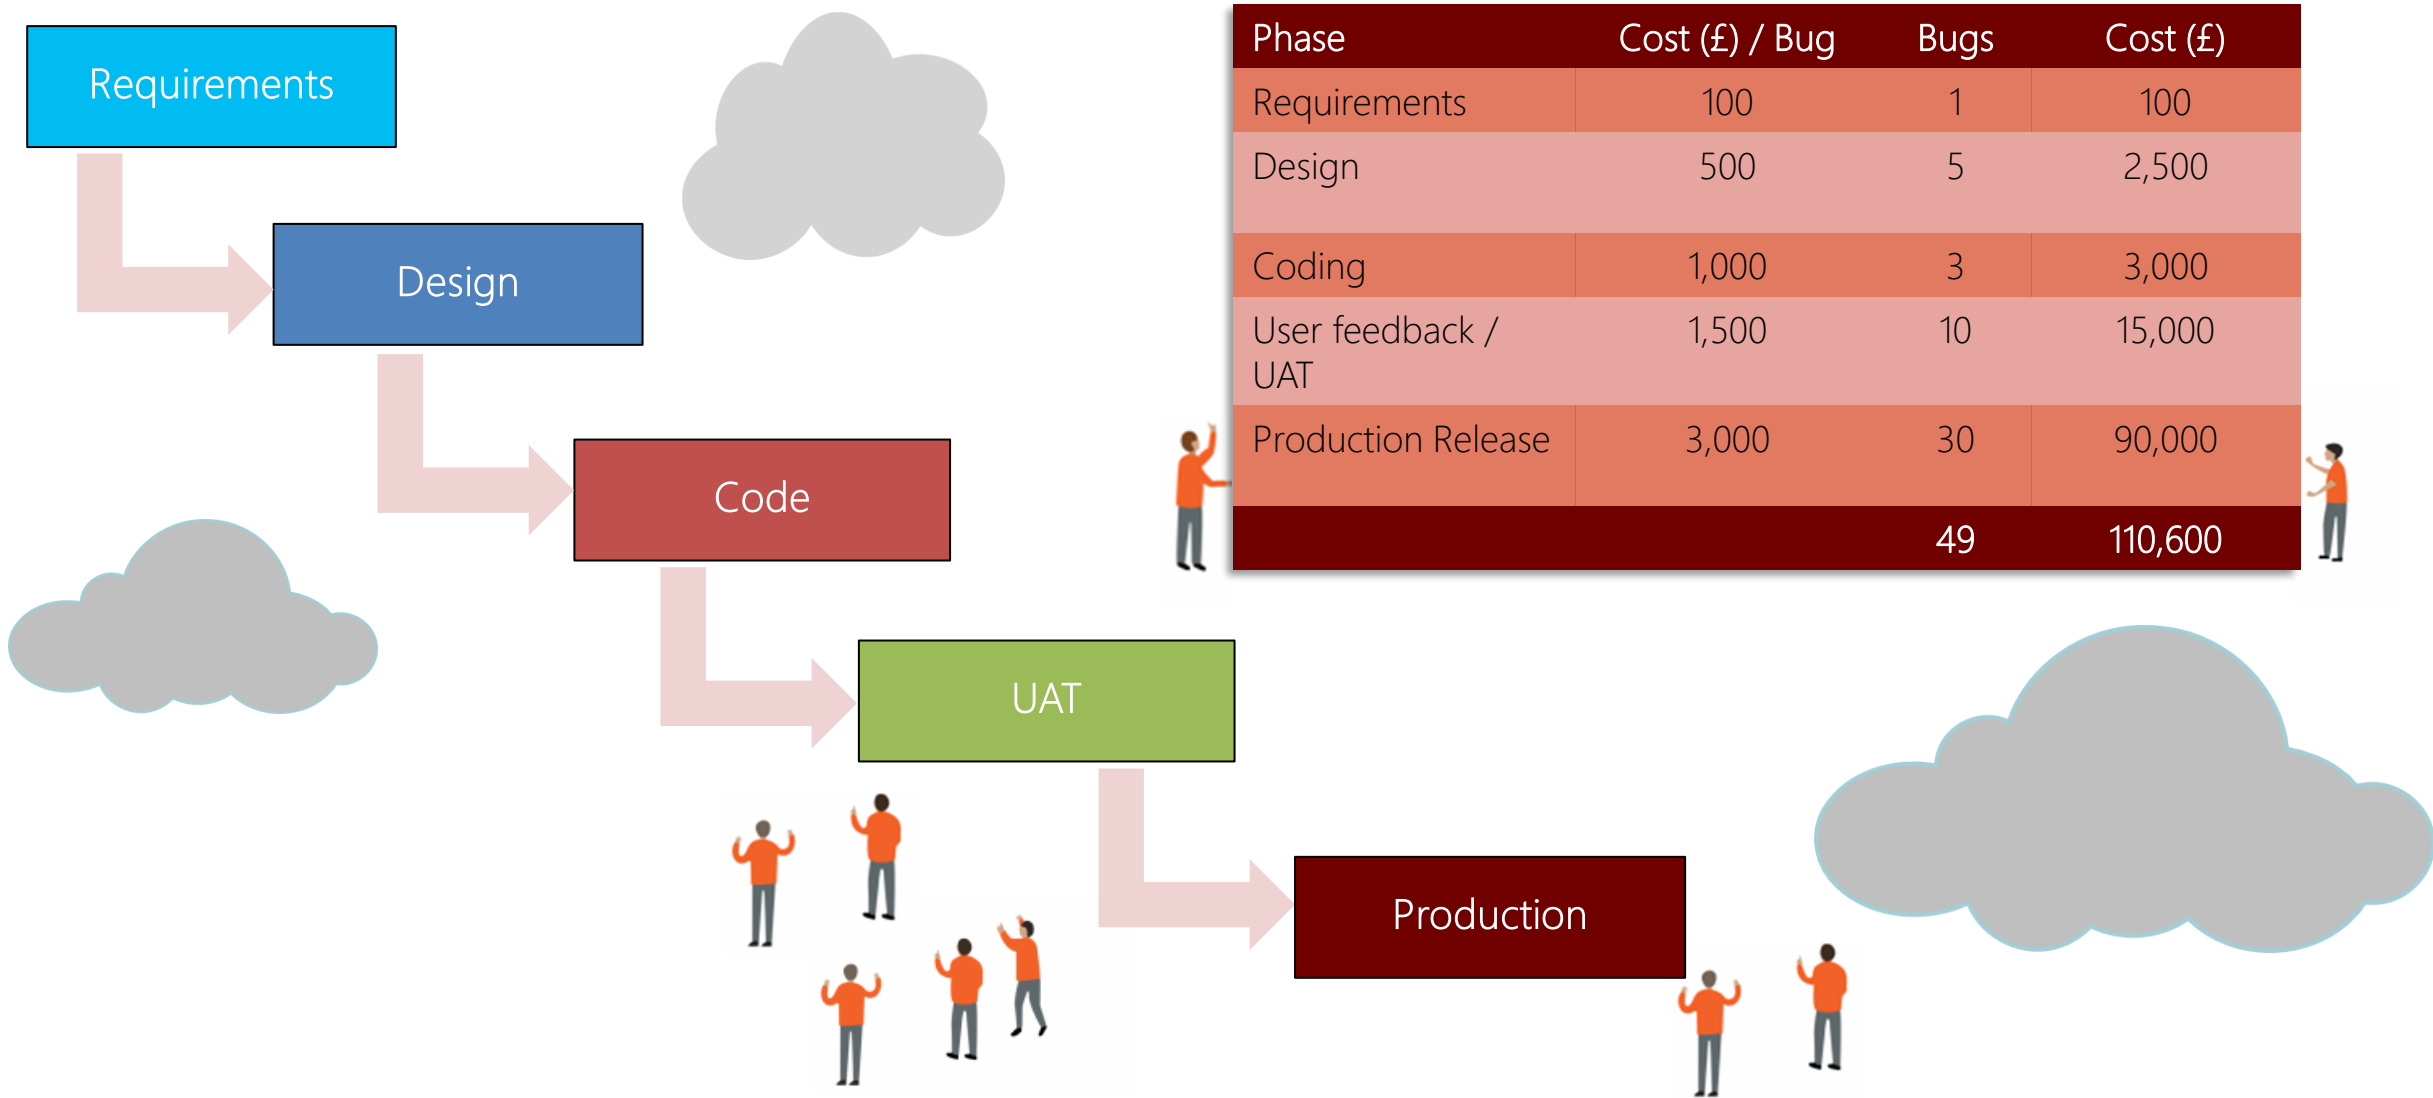 Requirements
Design
Code
UAT
Production
Phase Cost (£) / Bug Bugs Cost (£)
Requirements 100 1 100
Design 500 5 2,500
Coding 1,000 3 3,000
User feedback / 1,500 10 15,000
UAT
Production Release 3,000 30 90,000
49 110,600